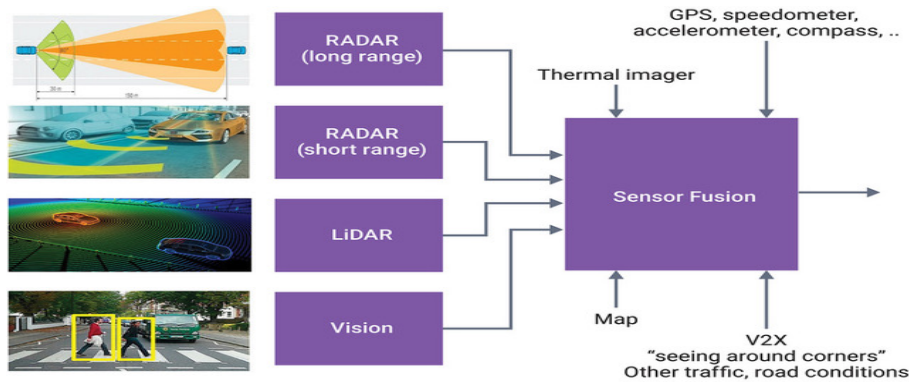 GPS, speedometer,
accelerometer, compass, ..
RADAR
(long range)
Thermal imager
RADAR
(short range)
Sensor Fusion
LiDAR
Vision
Map
V2X
“seeing around corners”
Other traffic, road conditions